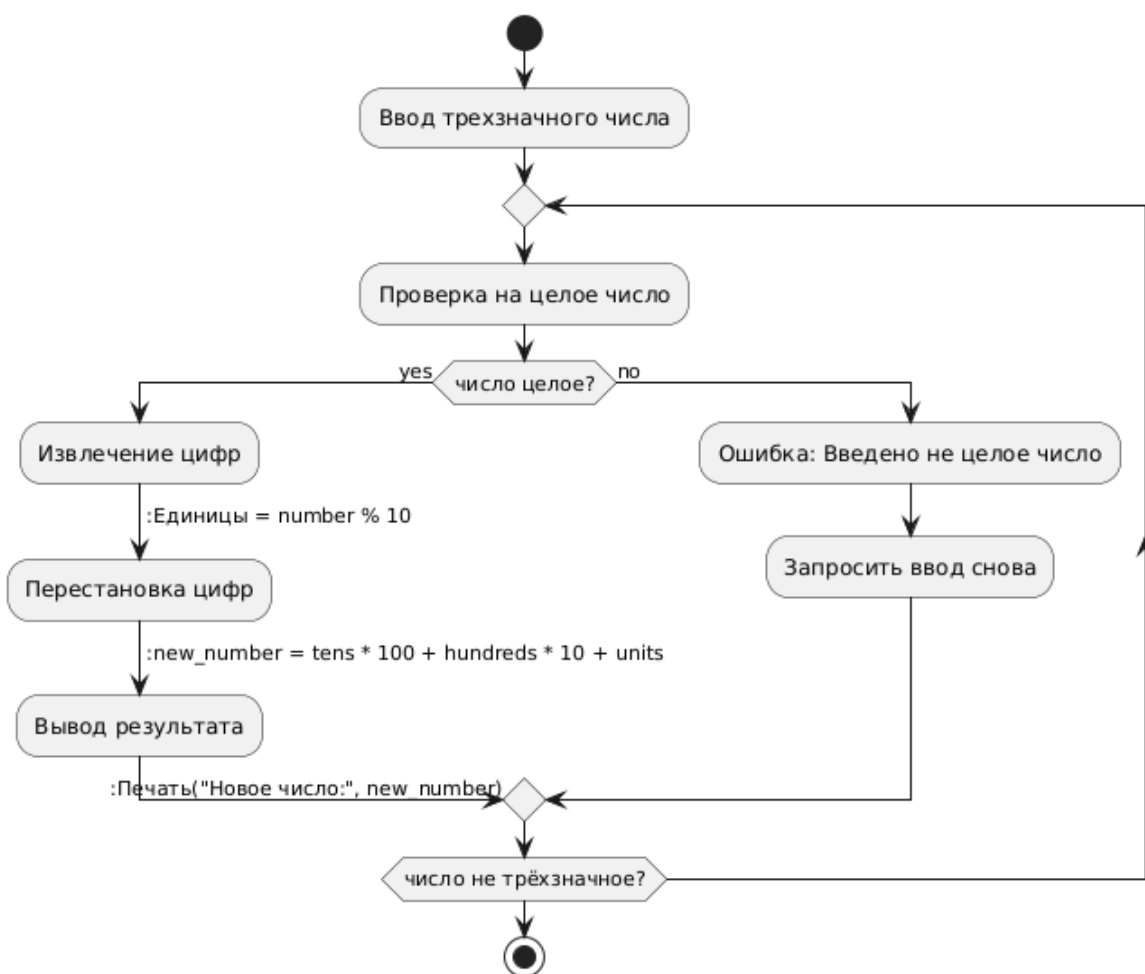 Ввод трехзначного числа
Проверка на целое число
yes
число целое?
no
Извлечение цифр
Ошибка: Введено не целое число
:Единицы = number % 10
Запросить ввод снова
Перестановка цифр
:new_number = tens * 100 + hundreds * 10 + units
Вывод результата
:Печать("Новое число:", new_number)
число не трёхзначное?